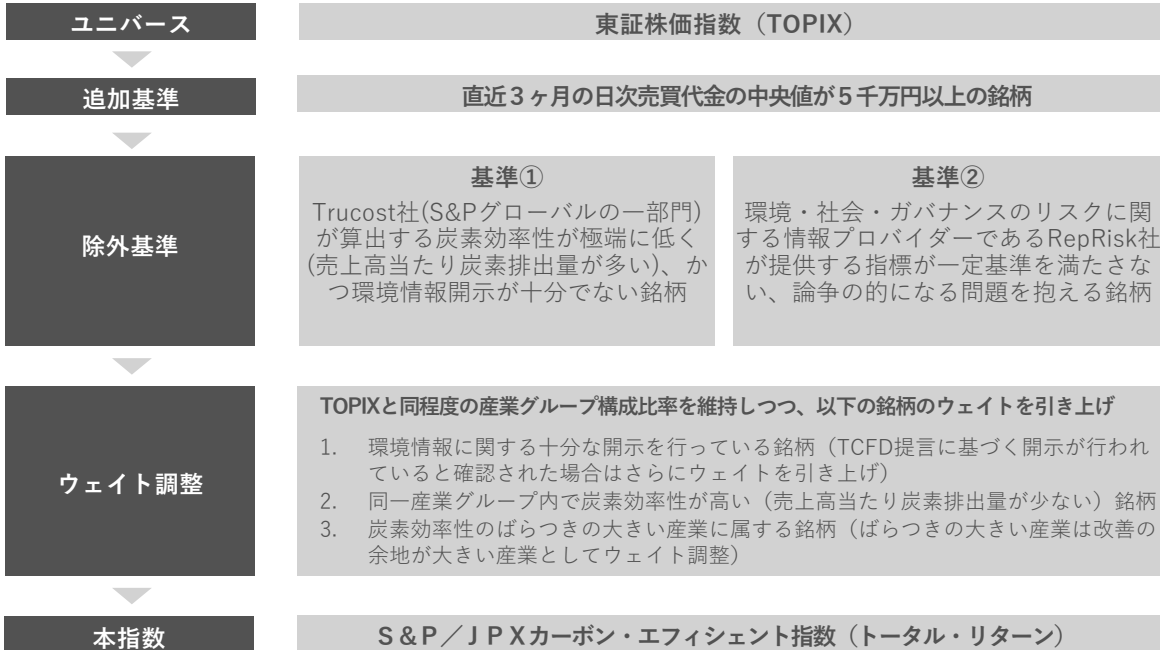 ユニバース
東証株価指数（TOPIX）
追加基準
直近３ヶ月の日次売買代金の中央値が５千万円以上の銘柄
除外基準
基準①
Trucost社(S&Pグローバルの一部門)
が算出する炭素効率性が極端に低く
(売上高当たり炭素排出量が多い)、か
つ環境情報開示が十分でない銘柄
基準②
環境・社会・ガバナンスのリスクに関
する情報プロバイダーであるRepRisk社
が提供する指標が一定基準を満たさな
い、論争の的になる問題を抱える銘柄
ウェイト調整
TOPIXと同程度の産業グループ構成比率を維持しつつ、以下の銘柄のウェイトを引き上げ
1. 環境情報に関する十分な開示を行っている銘柄（TCFD提言に基づく開示が行われ
ていると確認された場合はさらにウェイトを引き上げ）
2. 同一産業グループ内で炭素効率性が高い（売上高当たり炭素排出量が少ない）銘柄
3. 炭素効率性のばらつきの大きい産業に属する銘柄（ばらつきの大きい産業は改善の
余地が大きい産業としてウェイト調整）
本指数
Ｓ＆Ｐ／ＪＰＸカーボン・エフィシェント指数（トータル・リターン）